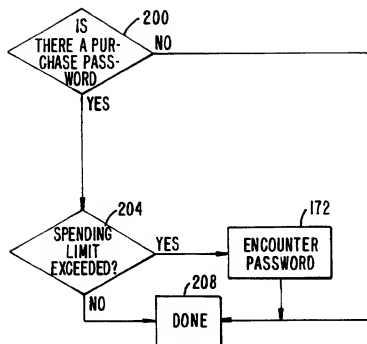 200
IS
THERE A PUR-
CHASE PASS-
WORD
NO
YES
204
SPENDING
LIMIT
EXCEEDED?
YES
172
ENCOUNTER
PASSWORD
NO
208
DONE